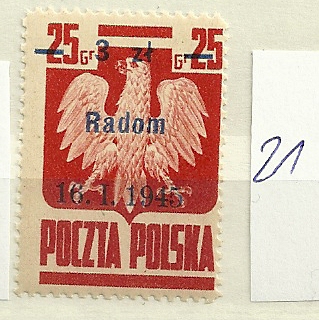 25 Gr 3 zł Gr 25
Radom
16. I. 1945
POCZTA POLSKA
21